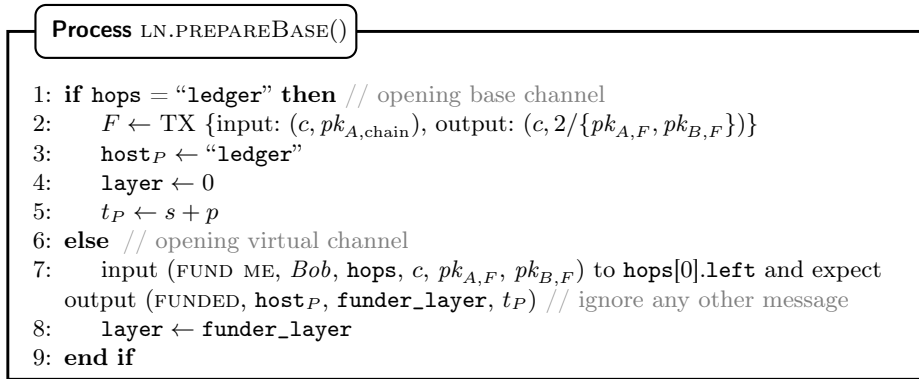 Process LN.PREPAREBASE()
1: if hops = “ledger” then // opening base channel
2: F ← TX {input: (c, pk_{A,chain}), output: (c, 2/{pk_{A,F}, pk_{B,F}})}
3: host_P ← “ledger”
4: layer ← 0
5: t_P ← s + p
6: else // opening virtual channel
7: input (FUND ME, Bob, hops, c, pk_{A,F}, pk_{B,F}) to hops[0].left and expect
output (FUNDED, host_P, funder_layer, t_P) // ignore any other message
8: layer ← funder_layer
9: end if